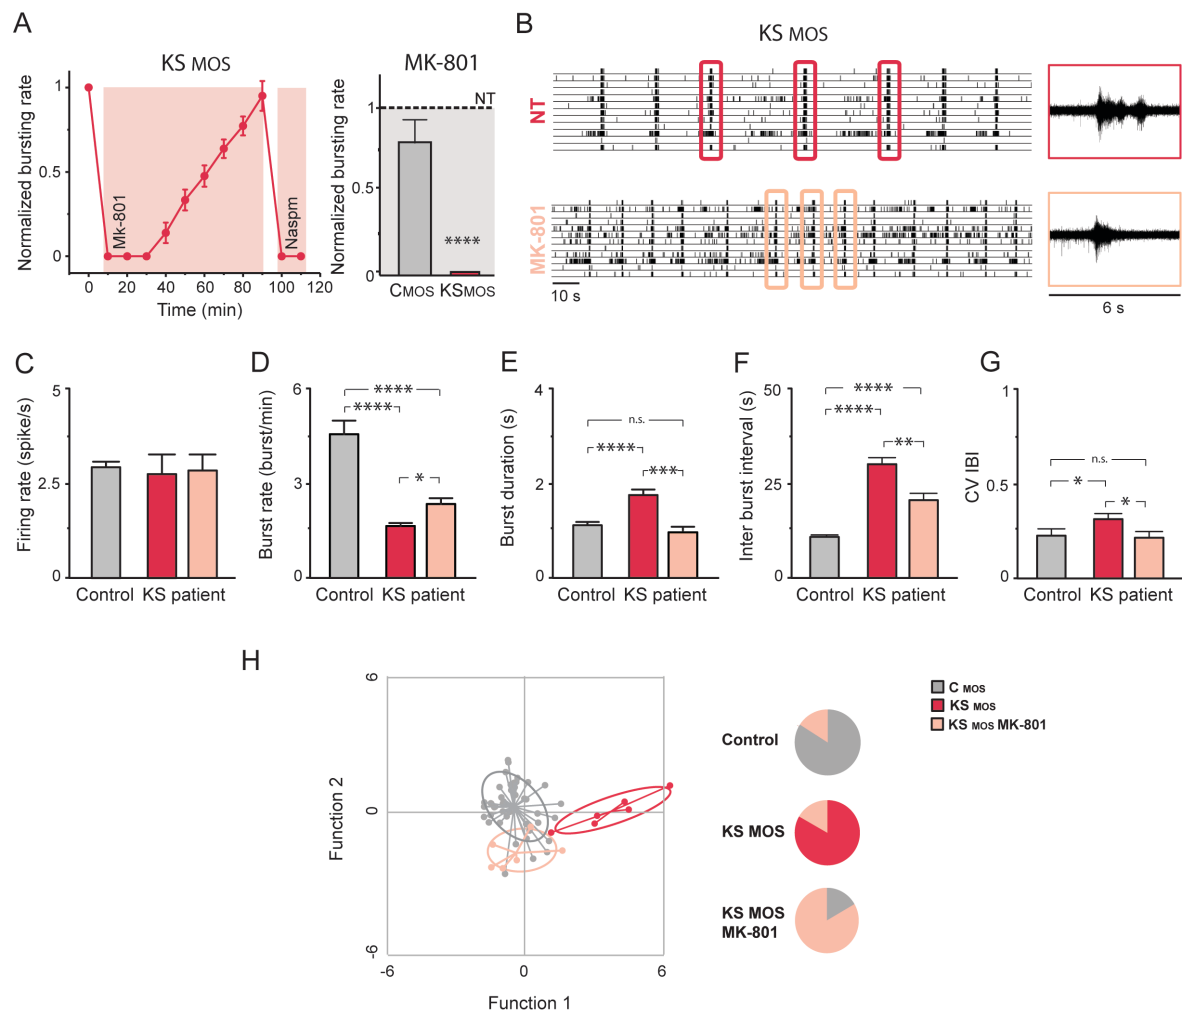 A
KS MOS
Normalized bursting rate
1
0.5
0
Mk-801
Naspm
0 20 40 60 80 100 120
Time (min)
MK-801
Normalized bursting rate
NT
1
0.5
0
****
CMOS KSMOS
B
KS MOS
NT
MK-801
10 s
6 s
C
Firing rate (spike/s)
5
2.5
0
Control KS patient
D
Burst rate (burst/min)
6
3
0
****
****
*
Control KS patient
E
Burst duration (s)
4
2
0
n.s.
****
***
Control KS patient
F
Inter burst interval (s)
50
25
0
****
****
**
Control KS patient
G
CV IBI
1
0.5
0
n.s.
*
*
Control KS patient
H
Function 2
6
0
-6
-6 0 6
Function 1
Control
KS MOS
KS MOS
MK-801
C MOS
KS MOS
KS MOS MK-801